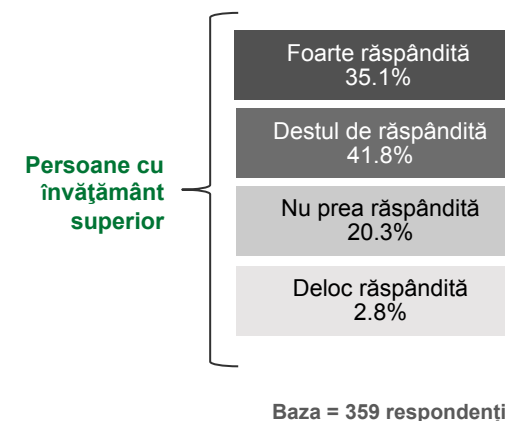 Foarte răspândită
35.1%
Destul de răspândită
41.8%
Persoane cu
învăţământ
superior
Nu prea răspândită
20.3%
Deloc răspândită
2.8%
Baza = 359 respondenți